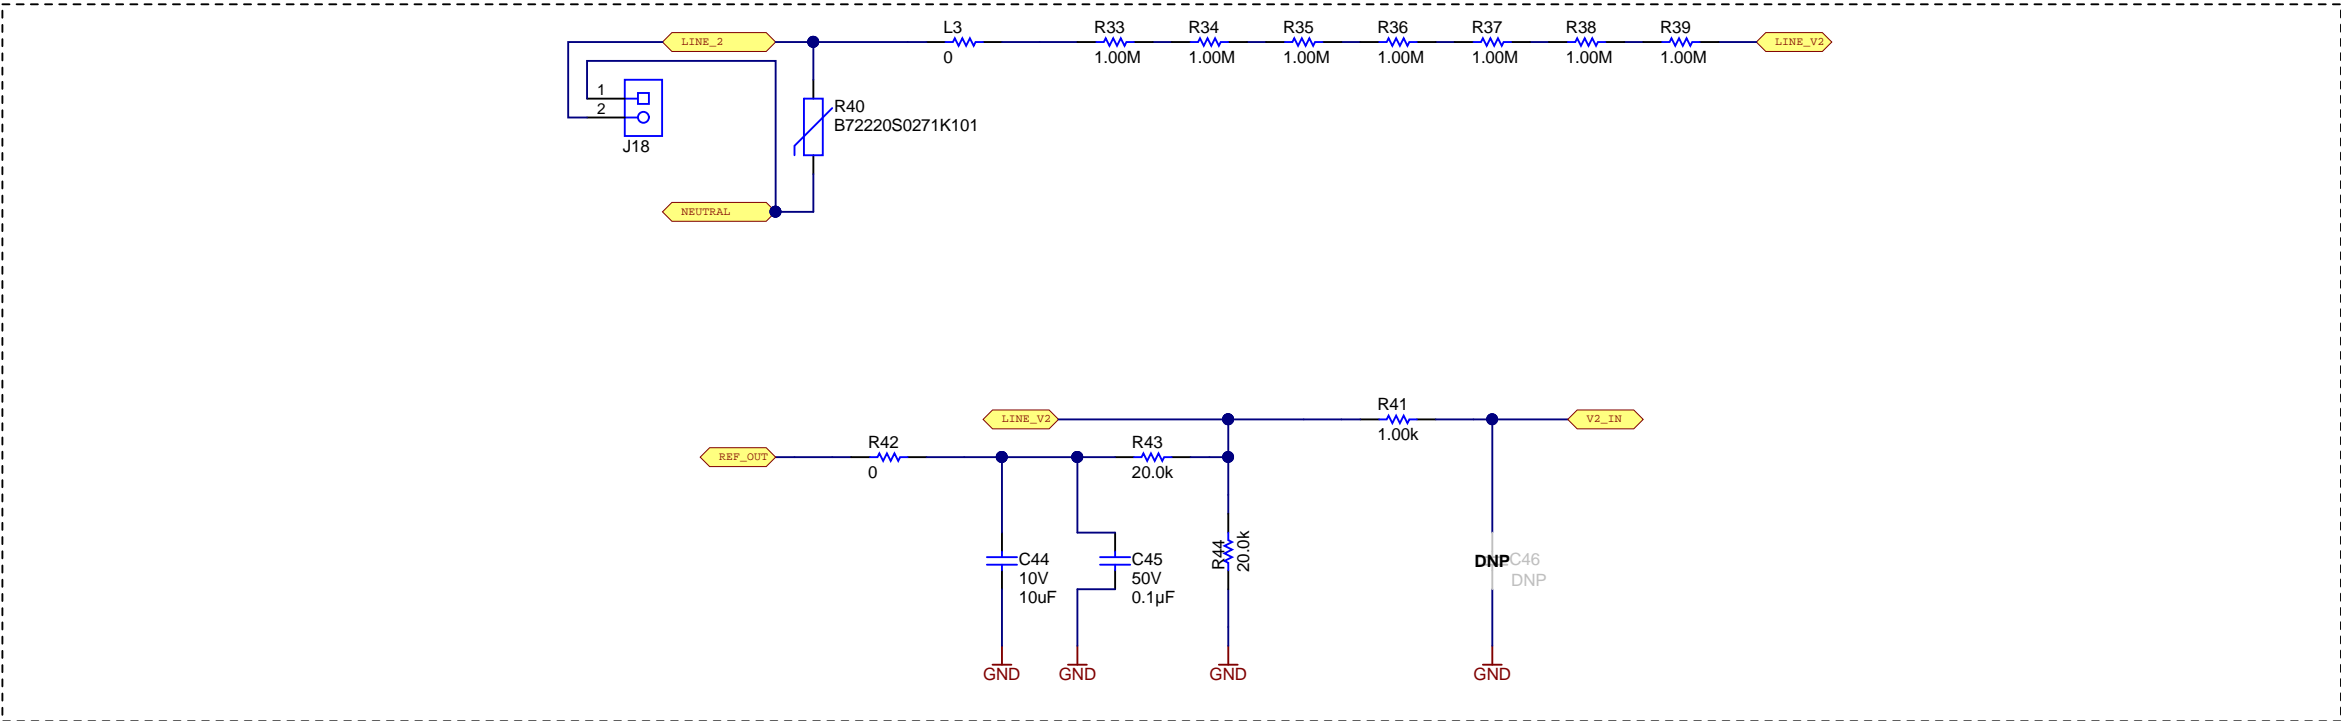 L3 R33 R34 R35 R36 R37 R38 R39
LINE_2 LINE_V2
0 1.00M 1.00M 1.00M 1.00M 1.00M 1.00M 1.00M
1
2
J18
R40
B72220S0271K101
NEUTRAL
R41
LINE_V2 V2_IN
1.00k
R42 R43
REF_OUT
0 20.0k
C44
10V
10uF
C45
50V
0.1µF
R44
20.0k
DNP C46
DNP
GND GND GND GND